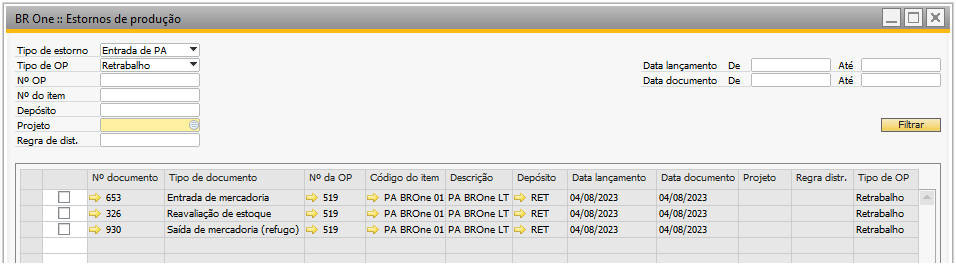 BR One :: Estornos de produção
Tipo de estorno Entrada de PA
Tipo de OP Retrabalho Data lançamento De Até
Nº OP Data documento De Até
Nº do item
Depósito
Projeto Filtrar
Regra de dist.
Nº documento Tipo de documento Nº da OP Código do item Descrição Depósito Data lançamento Data documento Projeto Regra distr. Tipo de OP
653 Entrada de mercadoria 519 PA BROne 01 PA BROne LT RET 04/08/2023 04/08/2023 Retrabalho
326 Reavaliação de estoque 519 PA BROne 01 PA BROne LT RET 04/08/2023 04/08/2023 Retrabalho
930 Saída de mercadoria (refugo) 519 PA BROne 01 PA BROne LT RET 04/08/2023 04/08/2023 Retrabalho